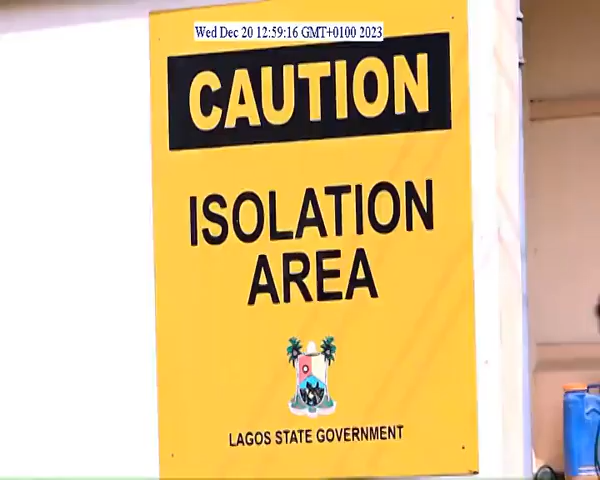 Wed Dec 20 12:59:16 GMT+0100 2023
CAUTION
ISOLATION
AREA
LAGOS STATE GOVERNMENT